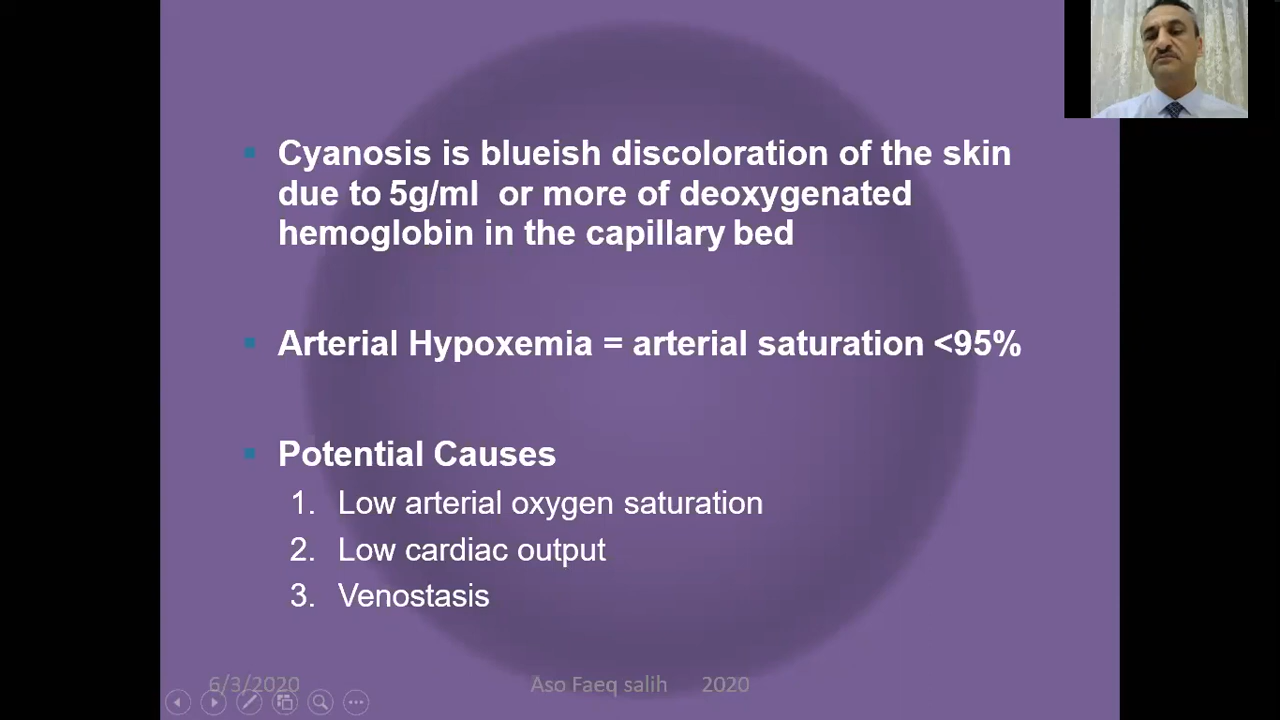 Cyanosis is blueish discoloration of the skin
due to 5g/ml or more of deoxygenated
hemoglobin in the capillary bed
Arterial Hypoxemia = arterial saturation <95%
Potential Causes
1. Low arterial oxygen saturation
2. Low cardiac output
3. Venostasis
6/3/2020 Aso Faeq salih 2020